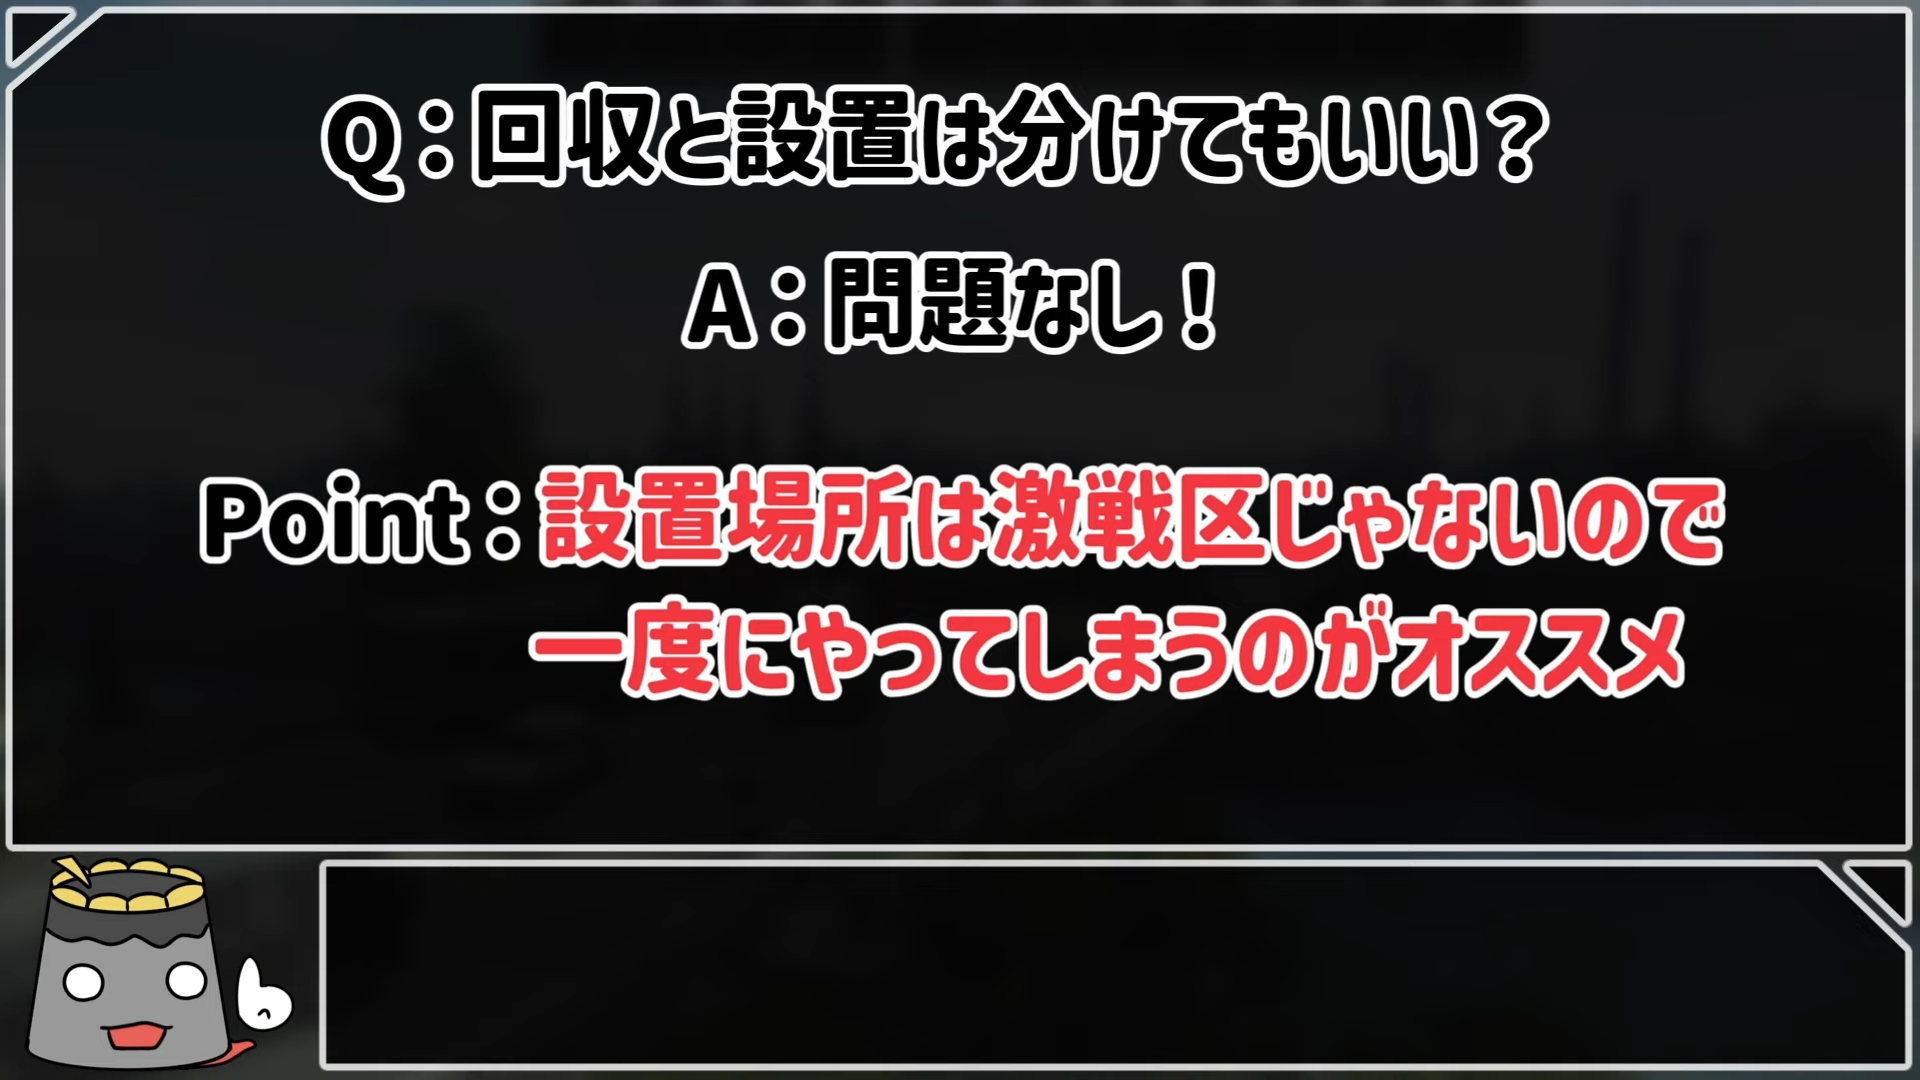 Q：回収と設置は分けてもいい？
A：問題なし！
Point：設置場所は激戦区じゃないので
一度にやってしまうのがオススメ